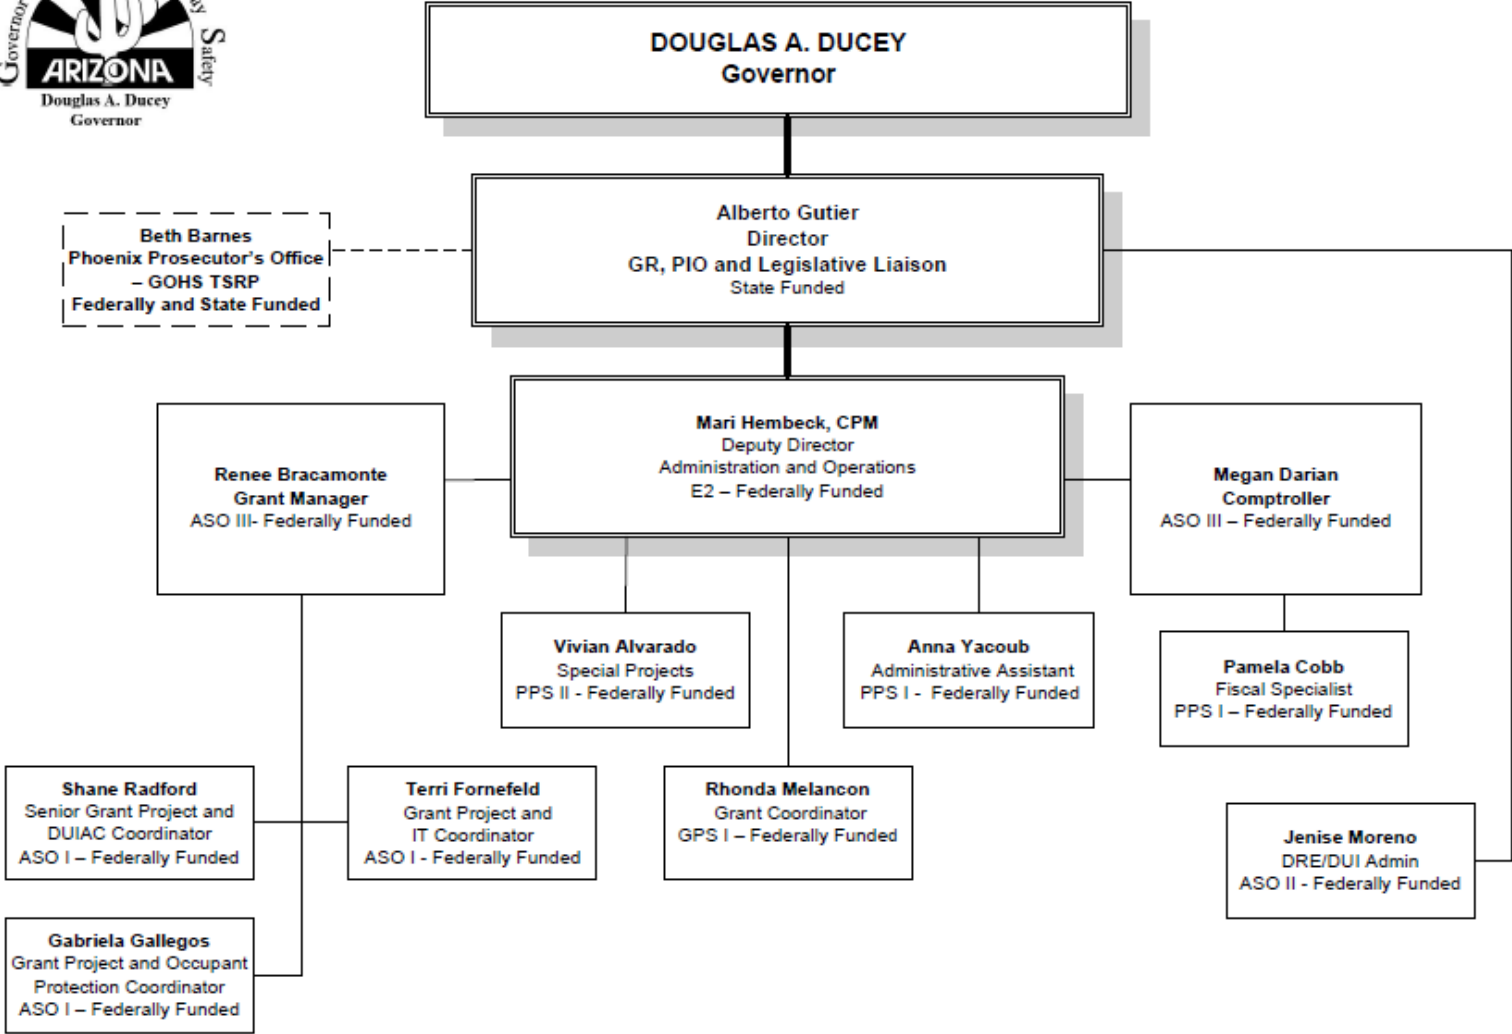 Governor
ay Safety
ARIZONA
Douglas A. Ducey
Governor
DOUGLAS A. DUCEY
Governor
Alberto Gutier
Director
GR, PIO and Legislative Liaison
State Funded
Beth Barnes
Phoenix Prosecutor's Office
– GOHS TSRP
Federally and State Funded
Mari Hembeck, CPM
Deputy Director
Administration and Operations
E2 – Federally Funded
Renee Bracamonte
Grant Manager
ASO III- Federally Funded
Megan Darian
Comptroller
ASO III – Federally Funded
Vivian Alvarado
Special Projects
PPS II - Federally Funded
Anna Yacoub
Administrative Assistant
PPS I - Federally Funded
Pamela Cobb
Fiscal Specialist
PPS I – Federally Funded
Shane Radford
Senior Grant Project and
DUIAC Coordinator
ASO I – Federally Funded
Terri Fornefeld
Grant Project and
IT Coordinator
ASO I - Federally Funded
Rhonda Melancon
Grant Coordinator
GPS I – Federally Funded
Jenise Moreno
DRE/DUI Admin
ASO II - Federally Funded
Gabriela Gallegos
Grant Project and Occupant
Protection Coordinator
ASO I – Federally Funded